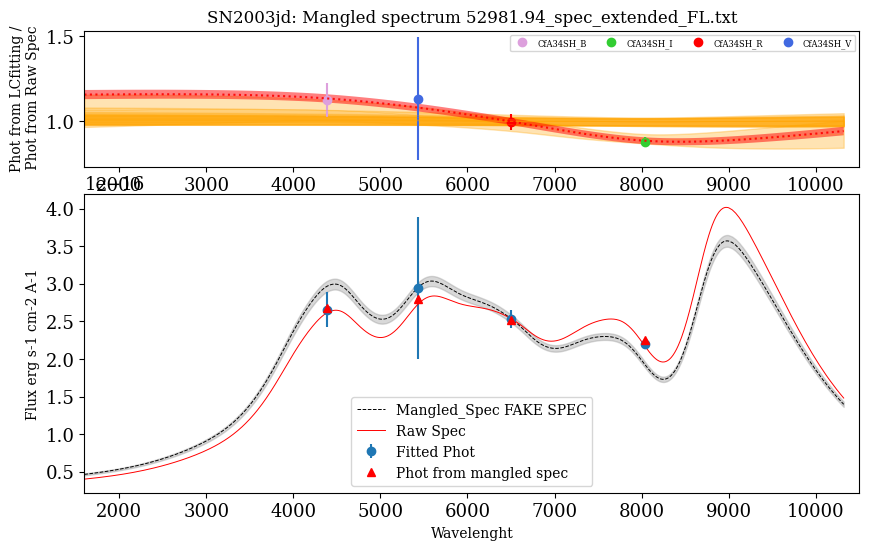 SN2003jd: Mangled spectrum 52981.94_spec_extended_FL.txt
Phot from LCfitting /
Phot from Raw Spec
1.5
1.0
CfA34SH_B
CfA34SH_I
CfA34SH_R
CfA34SH_V
2000 3000 4000 5000 6000 7000 8000 9000 10000
1e−16
Flux erg s-1 cm-2 A-1
4.0
3.5
3.0
2.5
2.0
1.5
1.0
0.5
Mangled_Spec FAKE SPEC
Raw Spec
Fitted Phot
Phot from mangled spec
2000 3000 4000 5000 6000 7000 8000 9000 10000
Wavelenght